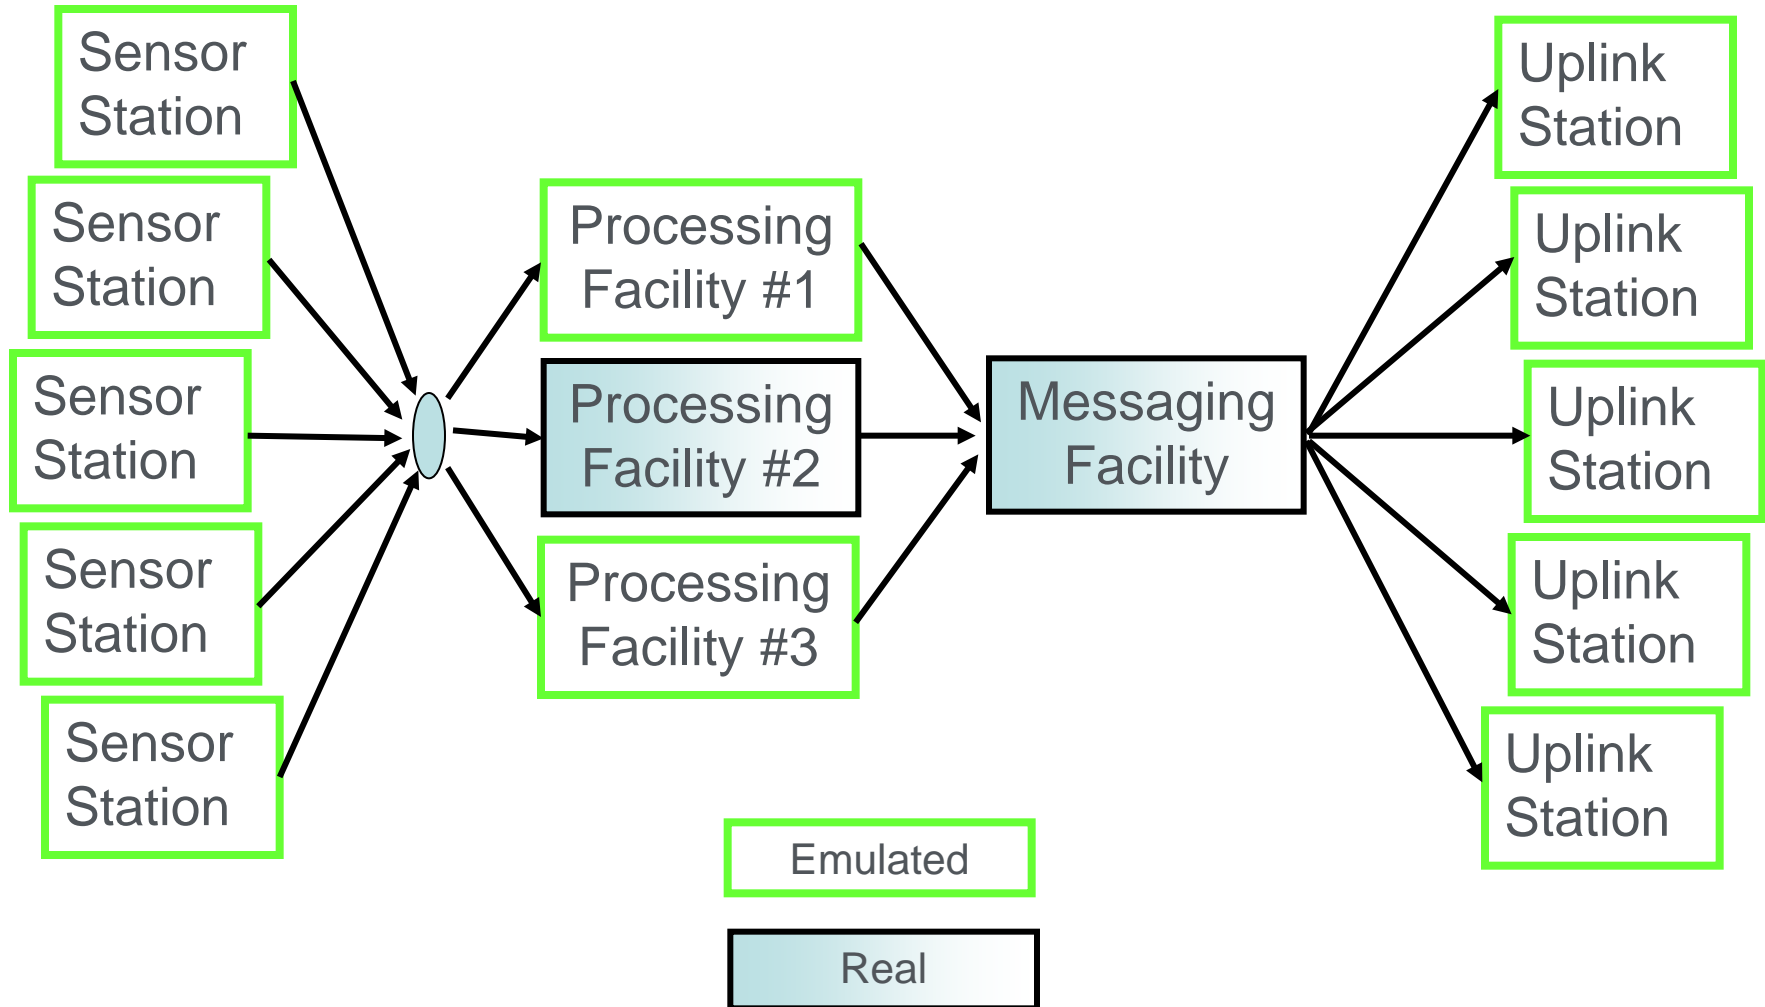 Sensor
Station
Sensor
Station
Sensor
Station
Sensor
Station
Sensor
Station
Processing
Facility #1
Processing
Facility #2
Processing
Facility #3
Messaging
Facility
Uplink
Station
Uplink
Station
Uplink
Station
Uplink
Station
Uplink
Station
Emulated
Real